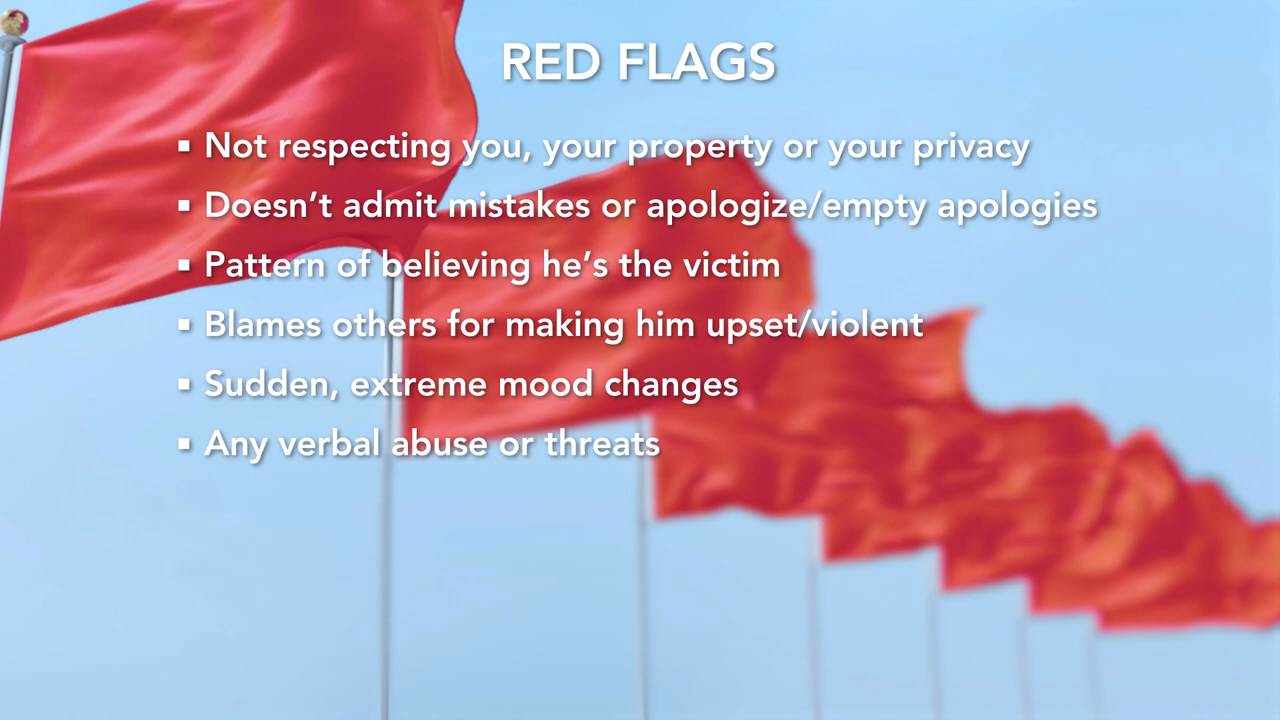 RED FLAGS
▪ Not respecting you, your property or your privacy
▪ Doesn’t admit mistakes or apologize/empty apologies
▪ Pattern of believing he’s the victim
▪ Blames others for making him upset/violent
▪ Sudden, extreme mood changes
▪ Any verbal abuse or threats